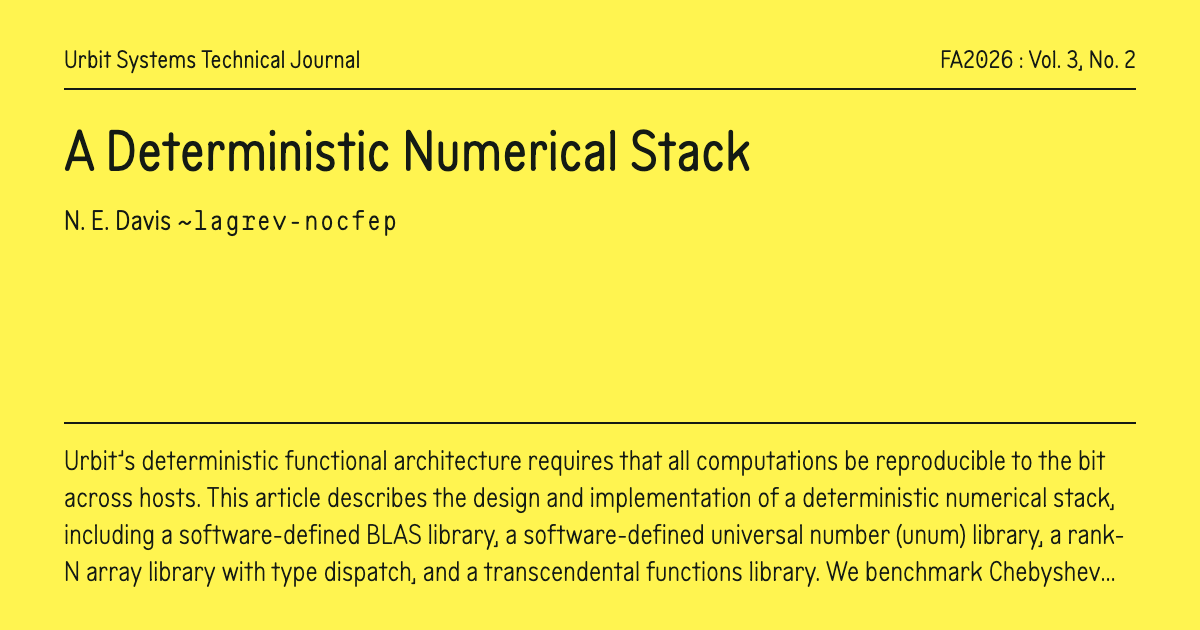 Urbit Systems Technical Journal
FA2026 : Vol. 3, No. 2
A Deterministic Numerical Stack
N. E. Davis ~lagrev-nocfep
Urbit's deterministic functional architecture requires that all computations be reproducible to the bit
across hosts. This article describes the design and implementation of a deterministic numerical stack,
including a software-defined BLAS library, a software-defined universal number (unum) library, a rank-
N array library with type dispatch, and a transcendental functions library. We benchmark Chebyshev...